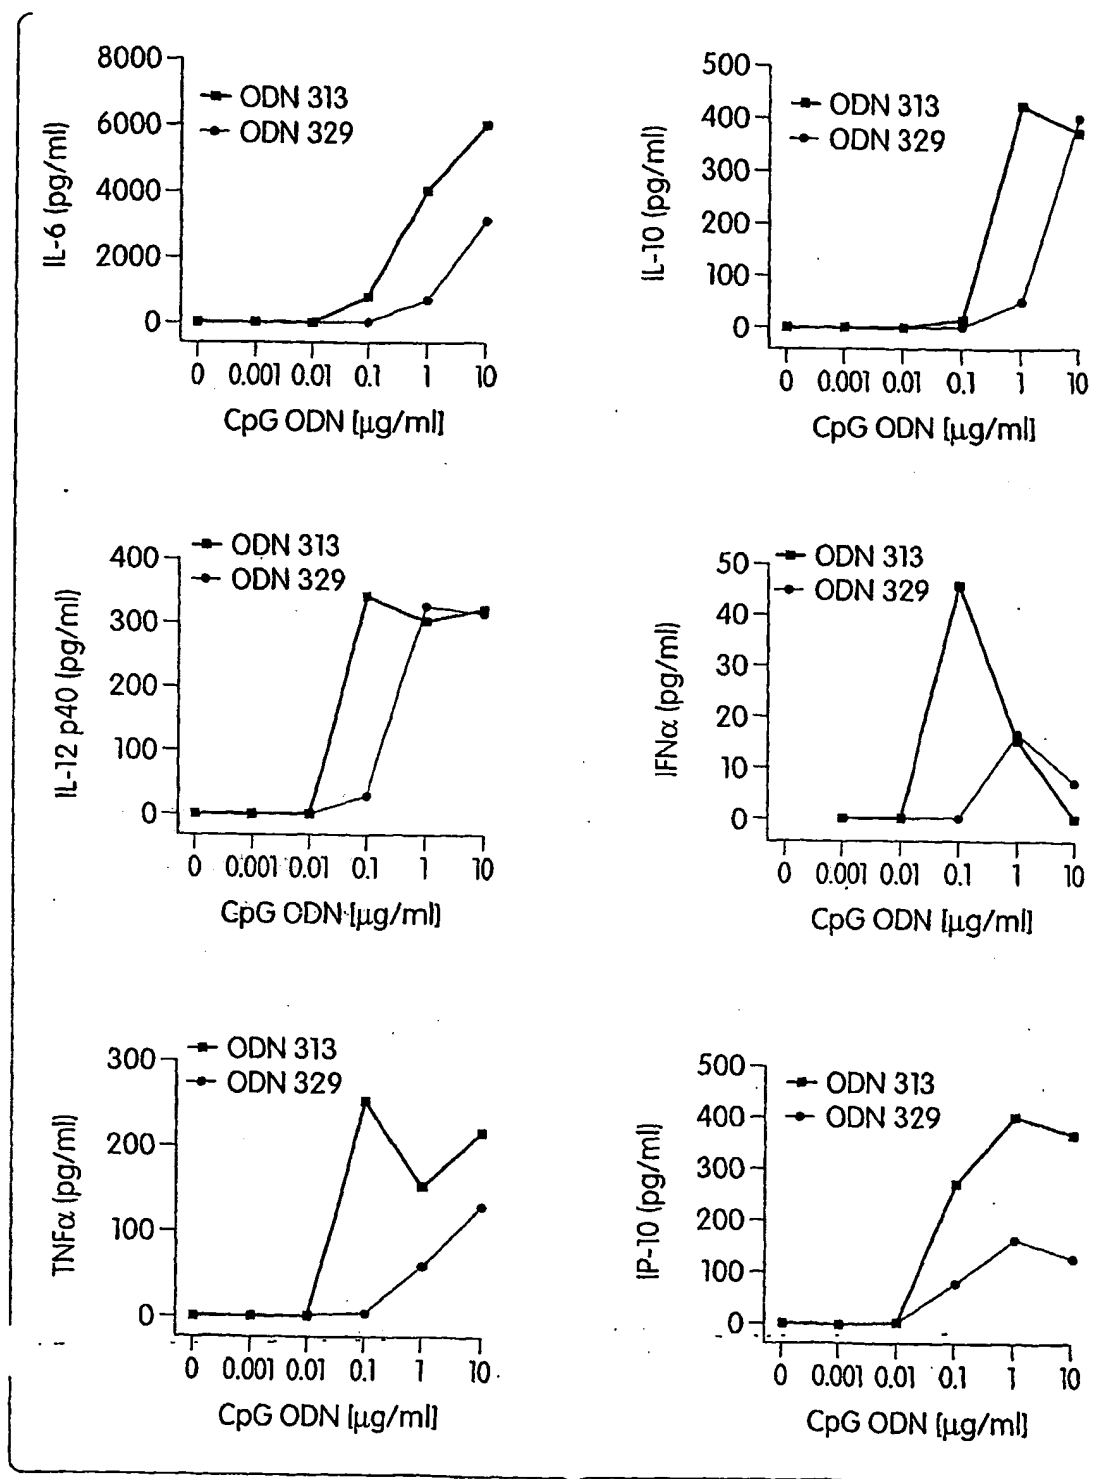 8000
6000
4000
2000
0
IL-6 (pg/ml)
ODN 313
ODN 329
0 0.001 0.01 0.1 1 10
CpG ODN [μg/ml]
500
400
300
200
100
0
IL-10 (pg/ml)
ODN 313
ODN 329
0 0.001 0.01 0.1 1 10
CpG ODN [μg/ml]
400
300
200
100
0
IL-12 p40 (pg/ml)
ODN 313
ODN 329
0 0.001 0.01 0.1 1 10
CpG ODN [μg/ml]
50
40
30
20
10
0
IFNα (pg/ml)
ODN 313
ODN 329
0 0.001 0.01 0.1 1 10
CpG ODN [μg/ml]
300
200
100
0
TNFα (pg/ml)
ODN 313
ODN 329
0 0.001 0.01 0.1 1 10
CpG ODN [μg/ml]
500
400
300
200
100
0
IP-10 (pg/ml)
ODN 313
ODN 329
0 0.001 0.01 0.1 1 10
CpG ODN [μg/ml]